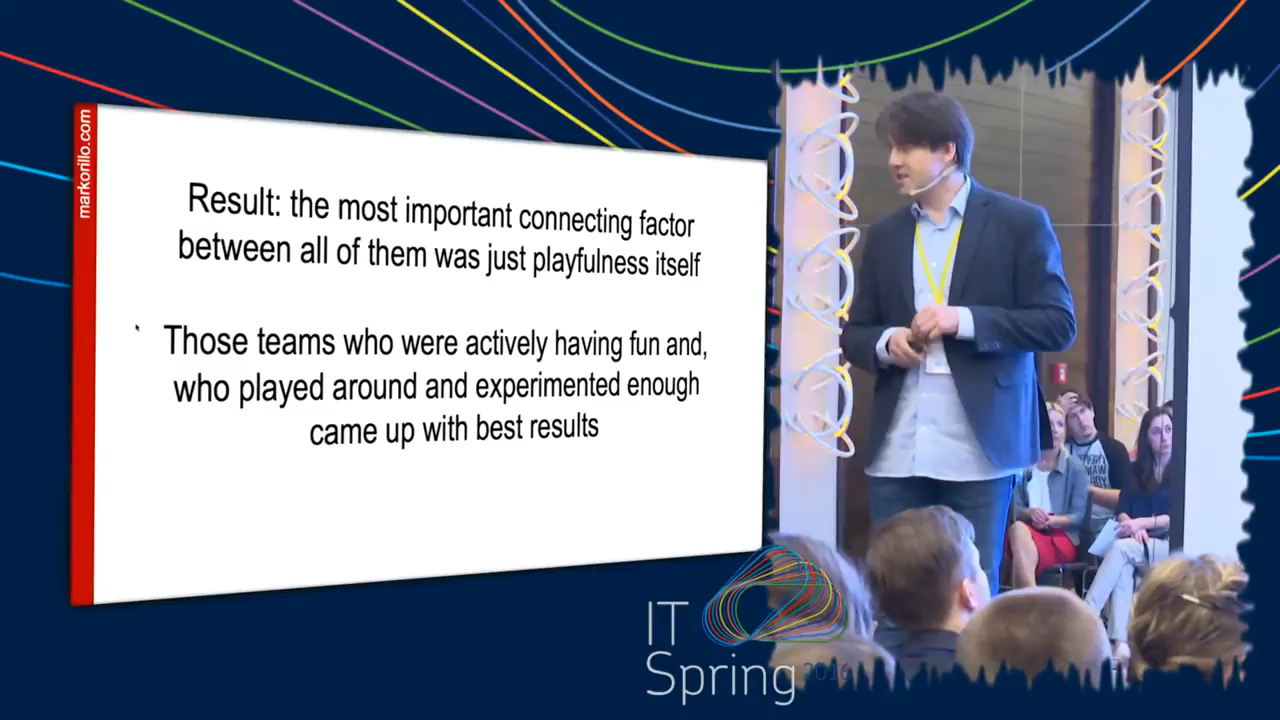 markorillo.com
Result: the most important connecting factor
between all of them was just playfulness itself
Those teams who were actively having fun and,
who played around and experimented enough
came up with best results
IT
Spring
2016